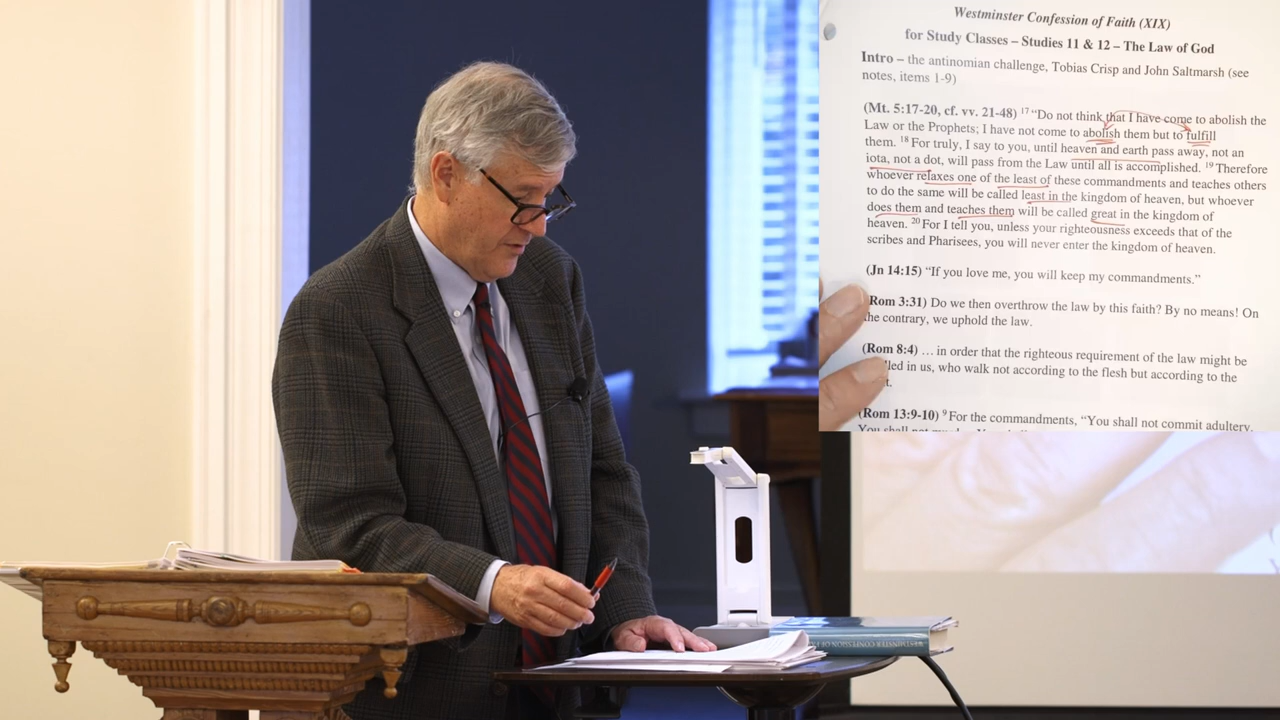 Westminster Confession of Faith (XIX)
for Study Classes – Studies 11 & 12 – The Law of God
Intro – the antinomian challenge, Tobias Crisp and John Saltmarsh (see
notes, items 1-9)
(Mt. 5:17-20, cf. vv. 21-48) 17 “Do not think that I have come to abolish the
Law or the Prophets; I have not come to abolish them but to fulfill
them. 18 For truly, I say to you, until heaven and earth pass away, not an
iota, not a dot, will pass from the Law until all is accomplished. 19 Therefore
whoever relaxes one of the least of these commandments and teaches others
to do the same will be called least in the kingdom of heaven, but whoever
does them and teaches them will be called great in the kingdom of
heaven. 20 For I tell you, unless your righteousness exceeds that of the
scribes and Pharisees, you will never enter the kingdom of heaven.
(Jn 14:15) “If you love me, you will keep my commandments.”
(Rom 3:31) Do we then overthrow the law by this faith? By no means! On
the contrary, we uphold the law.
(Rom 8:4) … in order that the righteous requirement of the law might be
lled in us, who walk not according to the flesh but according to the
t.
(Rom 13:9-10) 9 For the commandments, “You shall not commit adultery,
You shall not
WESTMINSTER CONFESSION OF